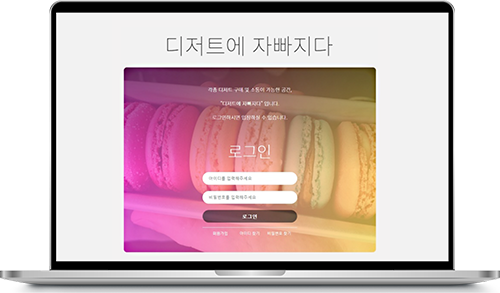 디저트에 자빠지다
각종 디저트 구매 및 소통이 가능한 공간,
"디저트에 자빠지다" 입니다.
로그인하시면 입장하실 수 있습니다.
로그인
아이디를 입력해주세요
비밀번호를 입력해주세요
로그인
회원가입 아이디 찾기 비밀번호 찾기